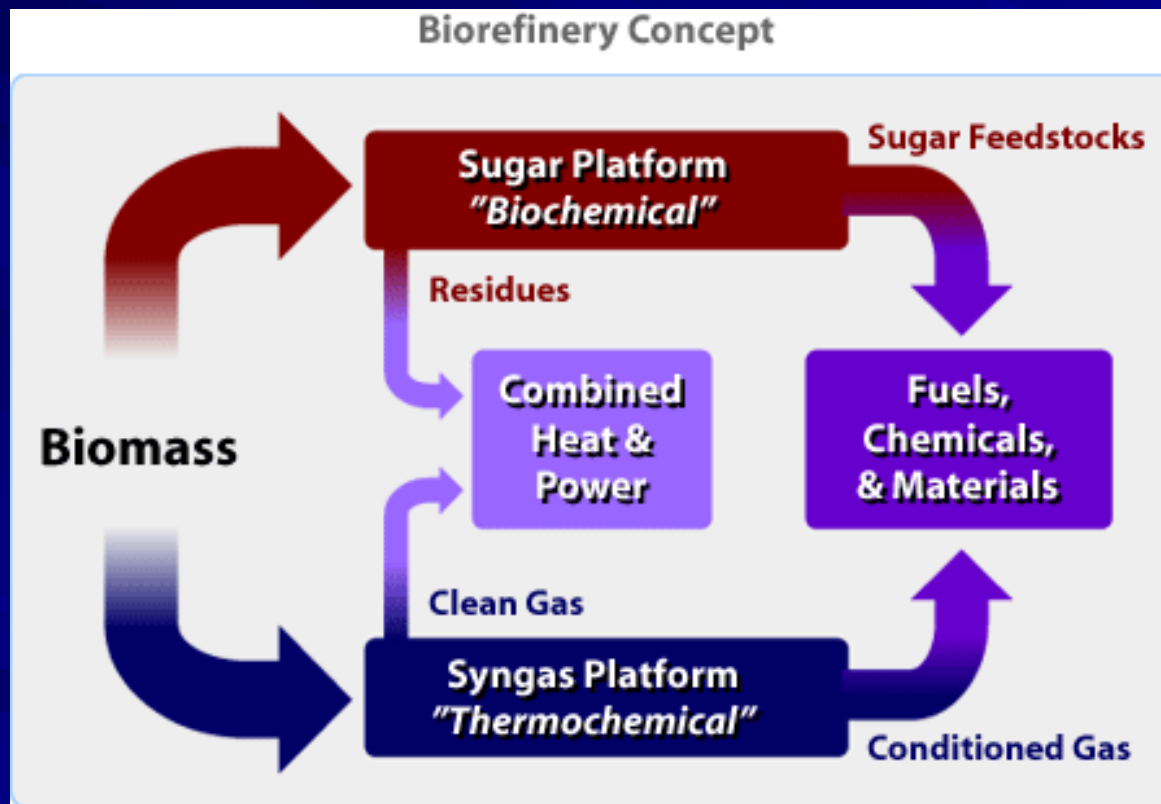 Biorefinery Concept
Sugar Platform
"Biochemical"
Sugar Feedstocks
Residues
Biomass
Combined
Heat &
Power
Fuels,
Chemicals,
& Materials
Clean Gas
Syngas Platform
"Thermochemical"
Conditioned Gas